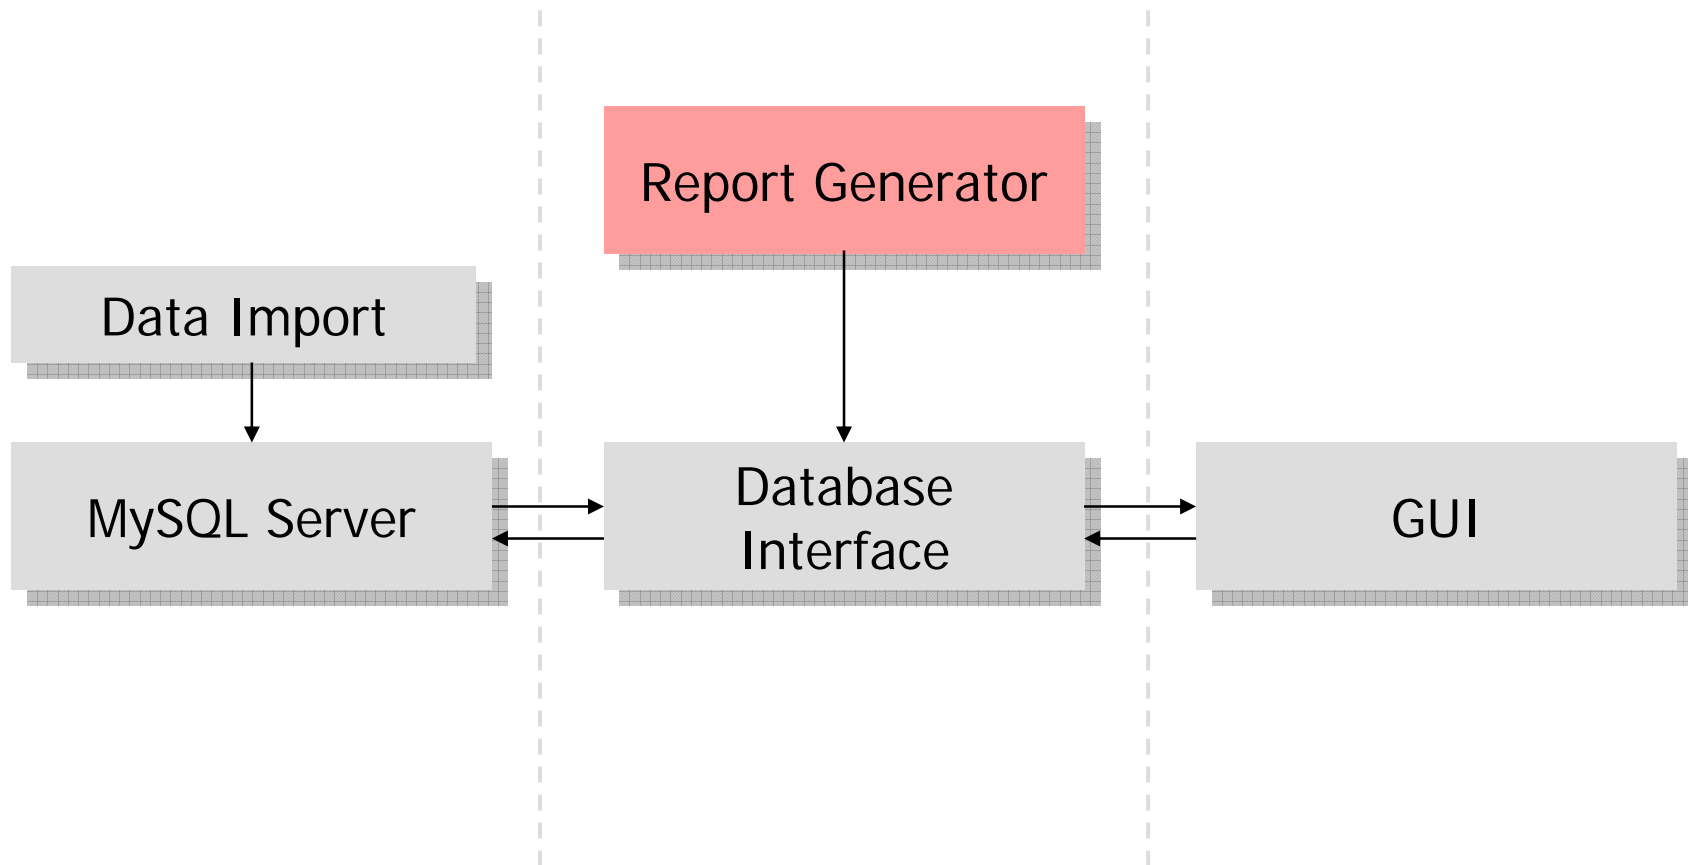 Report Generator
Data Import
MySQL Server
Database
Interface
GUI